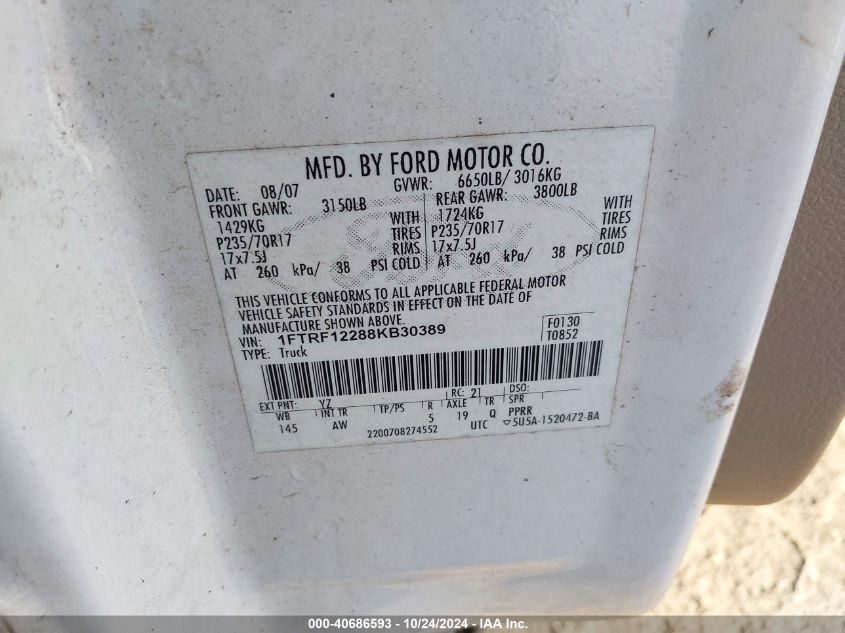 MFD. BY FORD MOTOR CO.
DATE: 08/07 GVWR: 6650LB/ 3016KG
FRONT GAWR: 3150LB REAR GAWR: 3800LB
1429KG WITH 1724KG WITH
P235/70R17 TIRES P235/70R17 TIRES
17x7.5J RIMS 17x7.5J RIMS
AT 260 kPa/ 38 PSI COLD AT 260 kPa/ 38 PSI COLD
THIS VEHICLE CONFORMS TO ALL APPLICABLE FEDERAL MOTOR
VEHICLE SAFETY STANDARDS IN EFFECT ON THE DATE OF
MANUFACTURE SHOWN ABOVE.
VIN: 1FTRF12288KB30389 F0130
TYPE: Truck T0852
EXT PNT: YZ RC: 21 DSO:
WB INT TR TP/PS R AXLE TR SPR
145 AW 5 19 Q PPRR
2200708274552 UTC ▽5U5A-1520472-BA
000-40686593 - 10/24/2024 - IAA Inc.